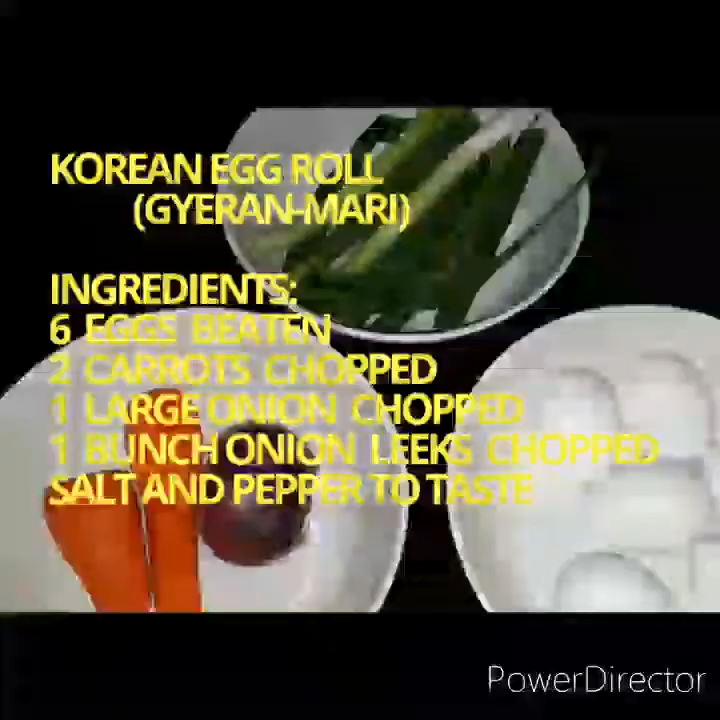 KOREAN EGG ROLL
(GYERAN-MARI)
INGREDIENTS:
6 EGGS BEATEN
2 CARROTS CHOPPED
1 LARGE ONION CHOPPED
1 BUNCH ONION LEEKS CHOPPED
SALT AND PEPPER TO TASTE
PowerDirector